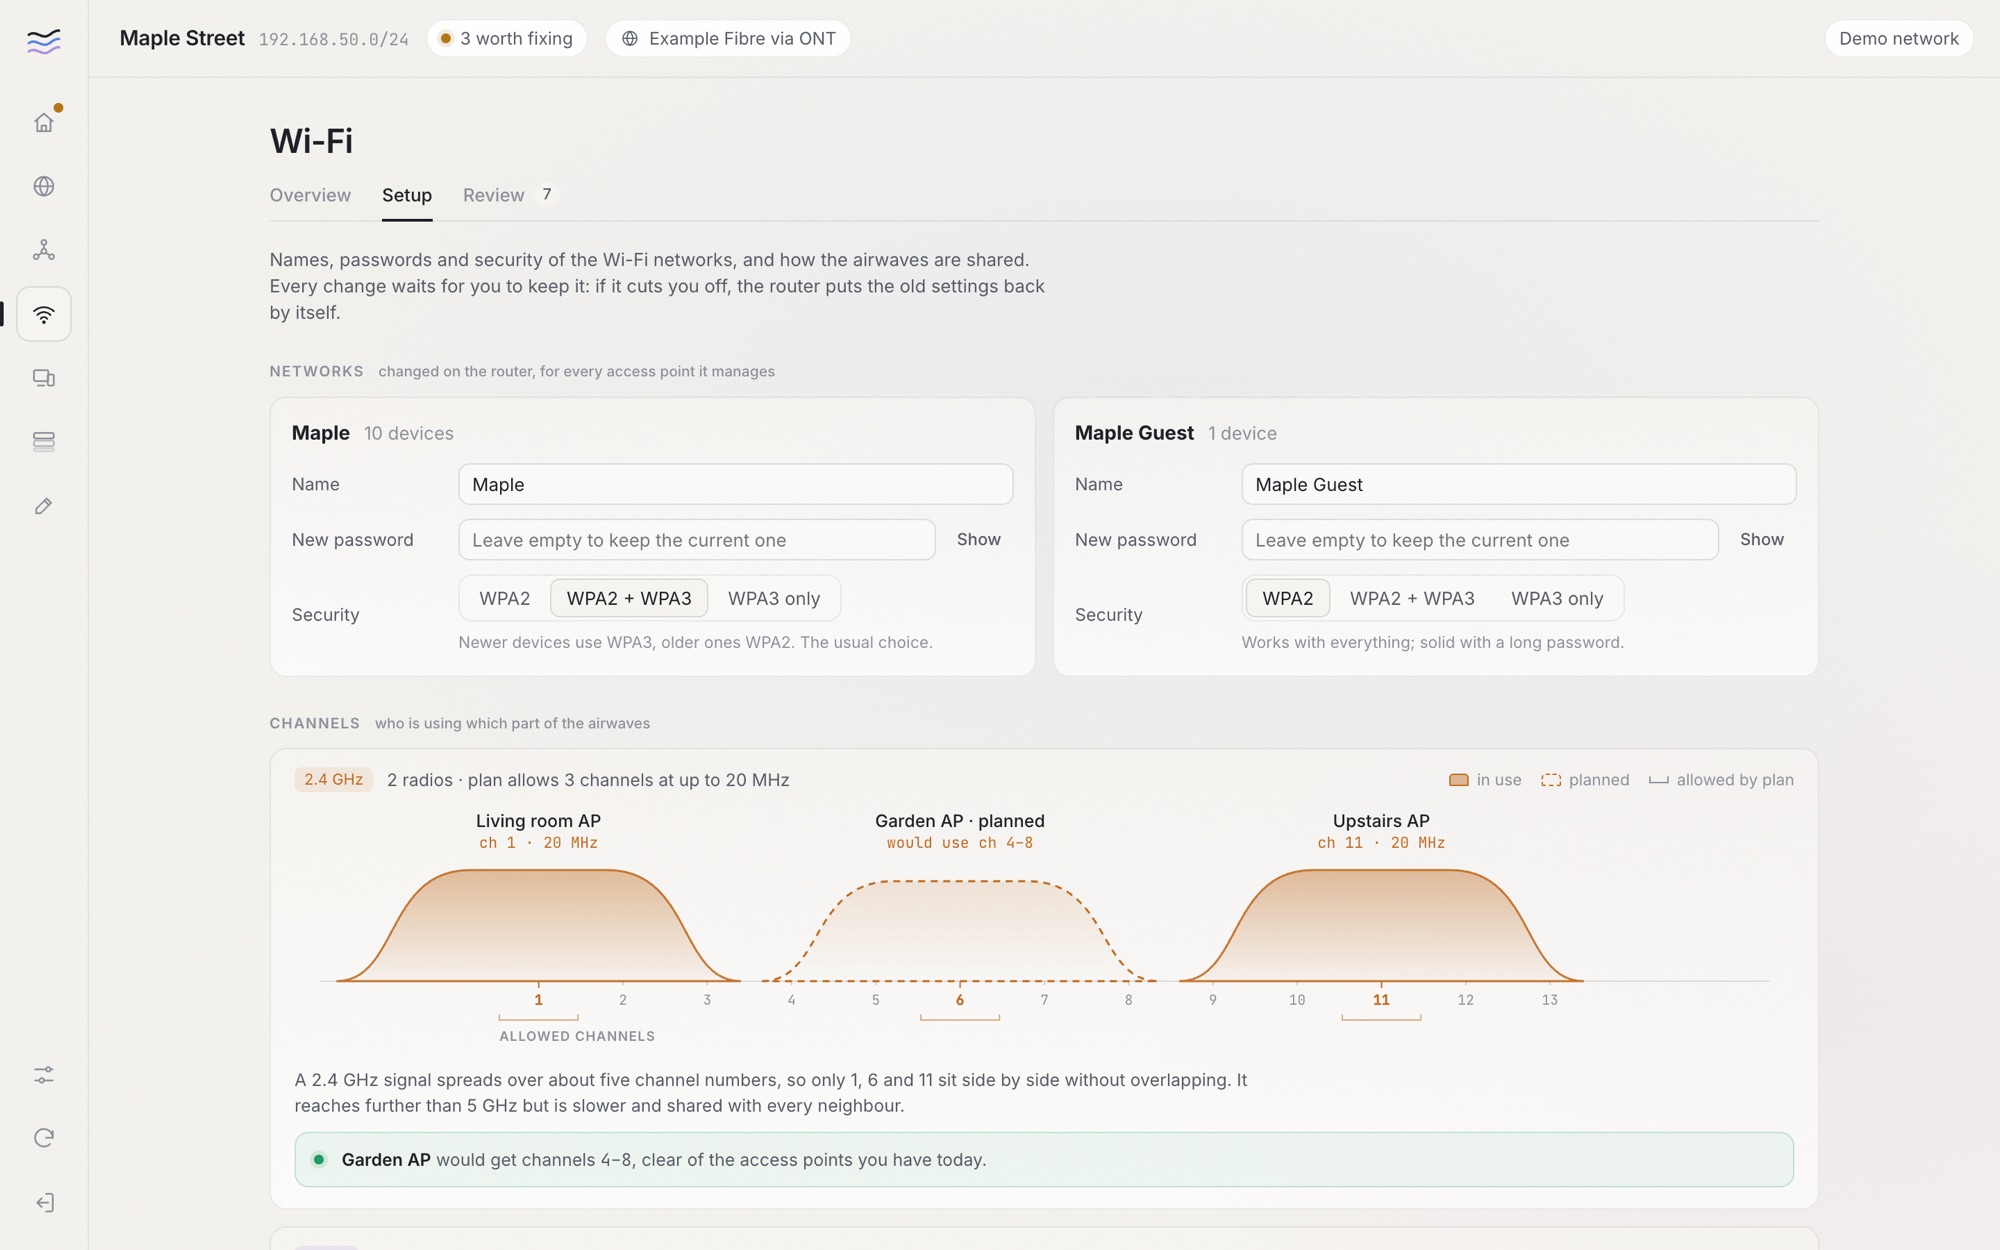 Maple Street 192.168.50.0/24 3 worth fixing Example Fibre via ONT Demo network
Wi-Fi
Overview Setup Review 7
Names, passwords and security of the Wi-Fi networks, and how the airwaves are shared.
Every change waits for you to keep it: if it cuts you off, the router puts the old settings back
by itself.
NETWORKS changed on the router, for every access point it manages
Maple 10 devices
Name Maple
New password Leave empty to keep the current one Show
Security WPA2 WPA2 + WPA3 WPA3 only
Newer devices use WPA3, older ones WPA2. The usual choice.
Maple Guest 1 device
Name Maple Guest
New password Leave empty to keep the current one Show
Security WPA2 WPA2 + WPA3 WPA3 only
Works with everything; solid with a long password.
CHANNELS who is using which part of the airwaves
2.4 GHz 2 radios · plan allows 3 channels at up to 20 MHz in use planned allowed by plan
Living room AP Garden AP · planned Upstairs AP
ch 1 · 20 MHz would use ch 4–8 ch 11 · 20 MHz
1 2 3 4 5 6 7 8 9 10 11 12 13
ALLOWED CHANNELS
A 2.4 GHz signal spreads over about five channel numbers, so only 1, 6 and 11 sit side by side without overlapping. It
reaches further than 5 GHz but is slower and shared with every neighbour.
Garden AP would get channels 4–8, clear of the access points you have today.